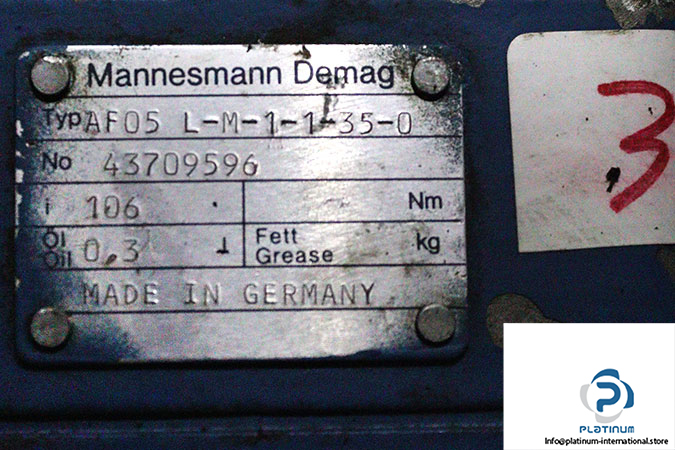 Mannesmann Demag
Typ AF05 L-M-1-1-35-0
No 43709596
i 106 Nm
Öl Oil 0,3 l Fett Grease kg
MADE IN GERMANY
3
PLATINUM
Info@platinum-international.store